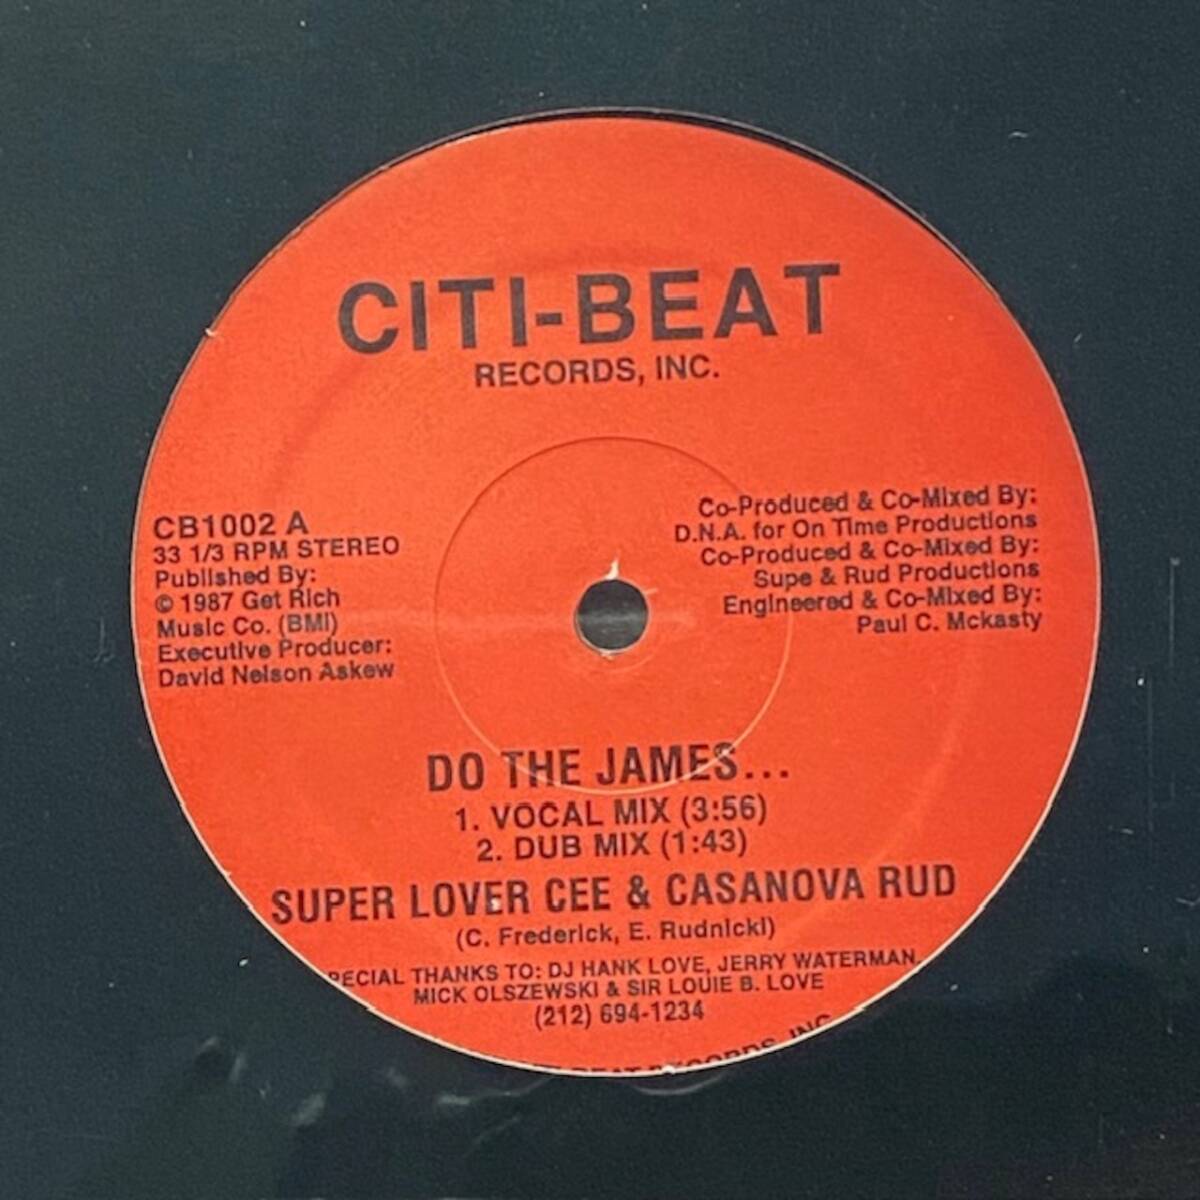 CITI-BEAT
RECORDS, INC.
CB1002 A
33 1/3 RPM STEREO
Published By:
© 1987 Get Rich
Music Co. (BMI)
Executive Producer:
David Nelson Askew
Co-Produced & Co-Mixed By:
D.N.A. for On Time Productions
Co-Produced & Co-Mixed By:
Supe & Rud Productions
Engineered & Co-Mixed By:
Paul C. Mckasty
DO THE JAMES...
1. VOCAL MIX (3:56)
2. DUB MIX (1:43)
SUPER LOVER CEE & CASANOVA RUD
(C. Frederick, E. Rudnicki)
PECIAL THANKS TO: DJ HANK LOVE, JERRY WATERMAN,
MICK OLSZEWSKI & SIR LOUIE B. LOVE
(212) 694-1234
BEAT RECORDS, INC.